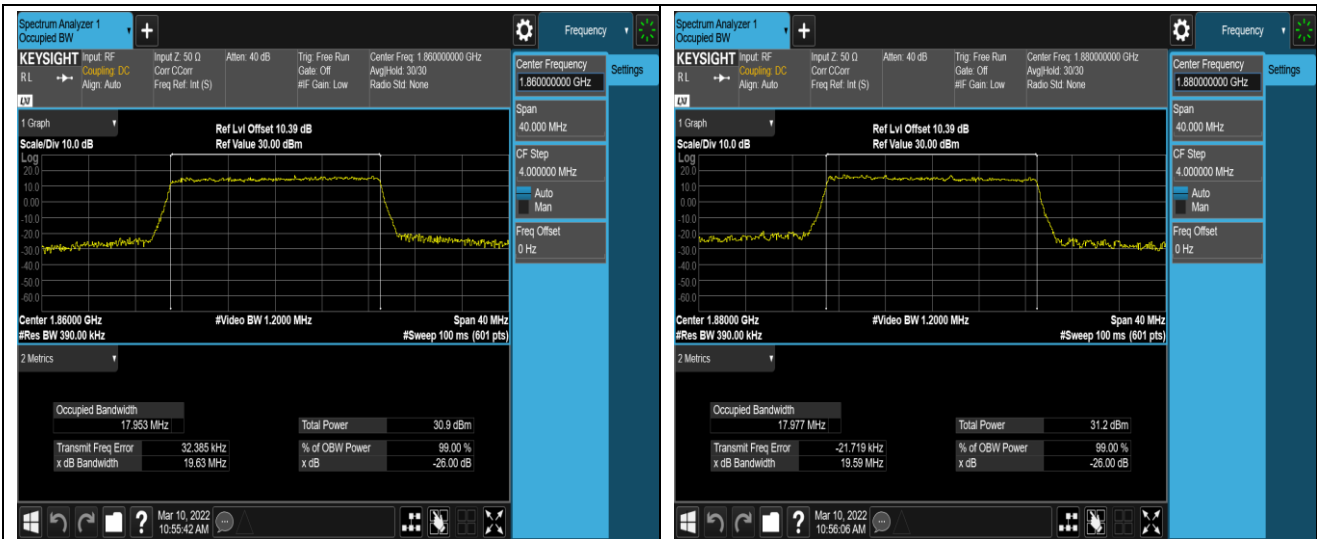 Spectrum Analyzer 1
Occupied BW
+
Frequency
KEYSIGHT Input: RF Input Z: 50 Ω Atten: 40 dB Trig: Free Run Center Freq: 1.860000000 GHz
RL Coupling: DC Corr CCorr Gate: Off Avg|Hold: 30/30
Align: Auto Freq Ref: Int (S) #IF Gain: Low Radio Std: None
LXI
Center Frequency
1.860000000 GHz
Settings
Span
40.000 MHz
CF Step
4.000000 MHz
Auto
Man
Freq Offset
0 Hz
1 Graph
Ref Lvl Offset 10.39 dB
Scale/Div 10.0 dB Ref Value 30.00 dBm
Log
20.0
10.0
0.00
-10.0
-20.0
-30.0
-40.0
-50.0
-60.0
Center 1.86000 GHz #Video BW 1.2000 MHz Span 40 MHz
#Res BW 390.00 kHz #Sweep 100 ms (601 pts)
2 Metrics
Occupied Bandwidth
17.953 MHz Total Power 30.9 dBm
Transmit Freq Error 32.385 kHz % of OBW Power 99.00 %
x dB Bandwidth 19.63 MHz x dB -26.00 dB
? Mar 10, 2022
10:55:42 AM
Spectrum Analyzer 1
Occupied BW
+
Frequency
KEYSIGHT Input: RF Input Z: 50 Ω Atten: 40 dB Trig: Free Run Center Freq: 1.880000000 GHz
RL Coupling: DC Corr CCorr Gate: Off Avg|Hold: 30/30
Align: Auto Freq Ref: Int (S) #IF Gain: Low Radio Std: None
LXI
Center Frequency
1.880000000 GHz
Settings
Span
40.000 MHz
CF Step
4.000000 MHz
Auto
Man
Freq Offset
0 Hz
1 Graph
Ref Lvl Offset 10.39 dB
Scale/Div 10.0 dB Ref Value 30.00 dBm
Log
20.0
10.0
0.00
-10.0
-20.0
-30.0
-40.0
-50.0
-60.0
Center 1.88000 GHz #Video BW 1.2000 MHz Span 40 MHz
#Res BW 390.00 kHz #Sweep 100 ms (601 pts)
2 Metrics
Occupied Bandwidth
17.977 MHz Total Power 31.2 dBm
Transmit Freq Error -21.719 kHz % of OBW Power 99.00 %
x dB Bandwidth 19.59 MHz x dB -26.00 dB
? Mar 10, 2022
10:56:06 AM